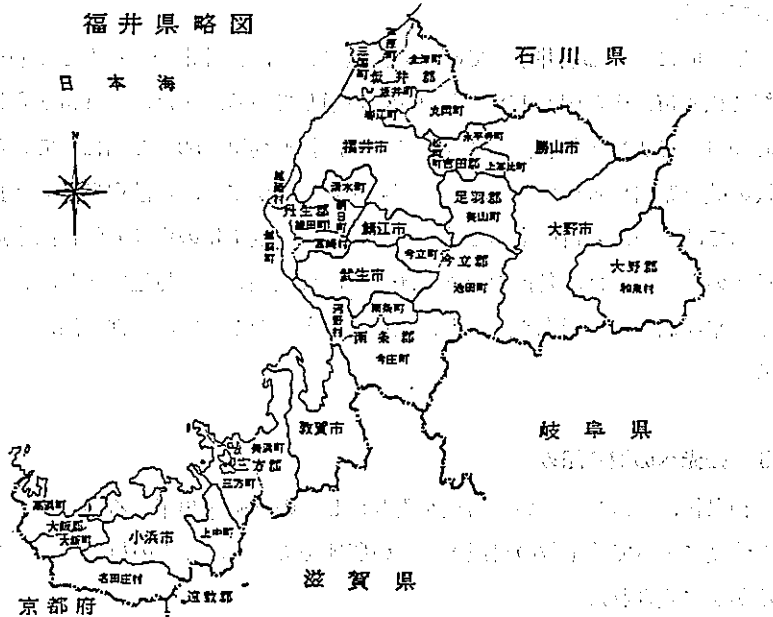 福井県略図
石川県
日本海
N
芦原町
三国町
金津町
坂井郡
坂井町
春江町
丸岡町
永平寺町
松岡町
吉田郡
上志比村
勝山市
福井市
越廼村
清水町
足羽郡
美山町
丹生郡
朝日町
織田町
宮崎村
越前町
鯖江市
大野市
大野郡
和泉村
今立町
今立郡
池田町
武生市
南条町
河野村
南条郡
今庄町
敦賀市
岐阜県
美浜町
三方郡
三方町
高浜町
大飯郡
大飯町
小浜市
上中町
名田庄村
遠敷郡
滋賀県
京都府